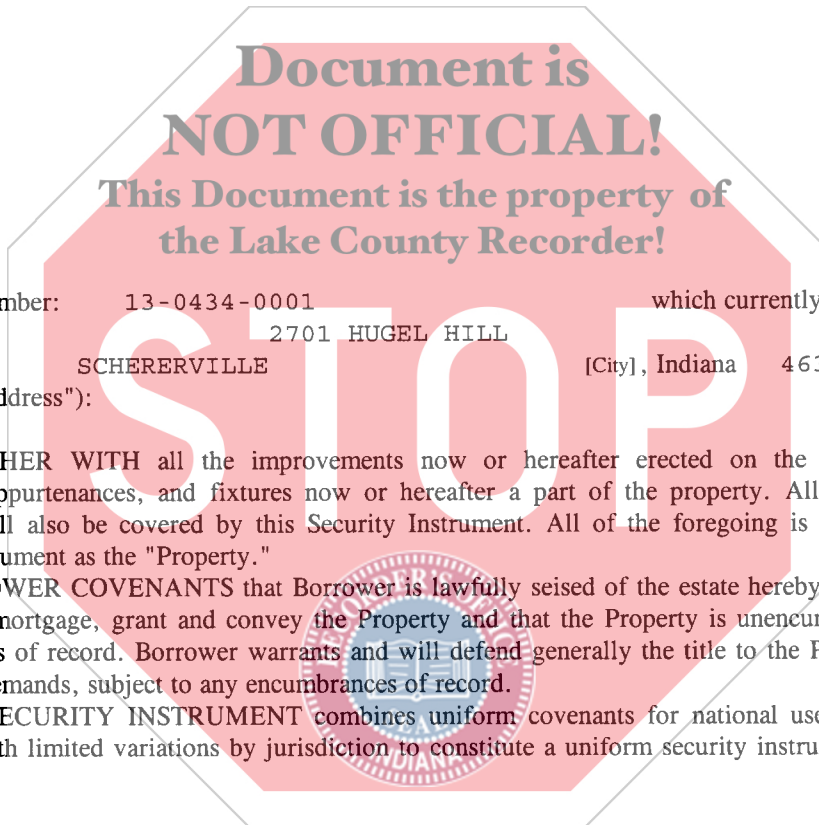 Document is
NOT OFFICIAL!
This Document is the property of
the Lake County Recorder!
mber: 13-0434-0001 which currently
2701 HUGEL HILL
SCHERERVILLE [City], Indiana 463
ddress"):
STOP
HER WITH all the improvements now or hereafter erected on the
ppurtenances, and fixtures now or hereafter a part of the property. All
ll also be covered by this Security Instrument. All of the foregoing is
ument as the "Property."
OWER COVENANTS that Borrower is lawfully seised of the estate hereby
mortgage, grant and convey the Property and that the Property is unencum
s of record. Borrower warrants and will defend generally the title to the P
emands, subject to any encumbrances of record.
ECURITY INSTRUMENT combines uniform covenants for national use
th limited variations by jurisdiction to constitute a uniform security instru
RECORDER'S OFFICE
SEAL
INDIANA